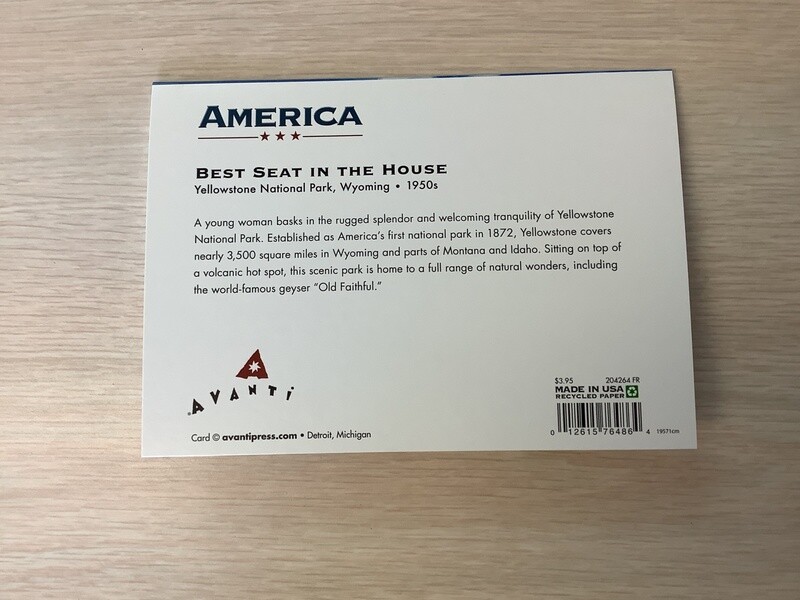 AMERICA
BEST SEAT IN THE HOUSE
Yellowstone National Park, Wyoming • 1950s
A young woman basks in the rugged splendor and welcoming tranquility of Yellowstone
National Park. Established as America's first national park in 1872, Yellowstone covers
nearly 3,500 square miles in Wyoming and parts of Montana and Idaho. Sitting on top of
a volcanic hot spot, this scenic park is home to a full range of natural wonders, including
the world-famous geyser “Old Faithful.”
AVANTi
Card © avantipress.com • Detroit, Michigan
$3.95 204264 FR
MADE IN USA
RECYCLED PAPER
0 12615 76486 4 19571cm